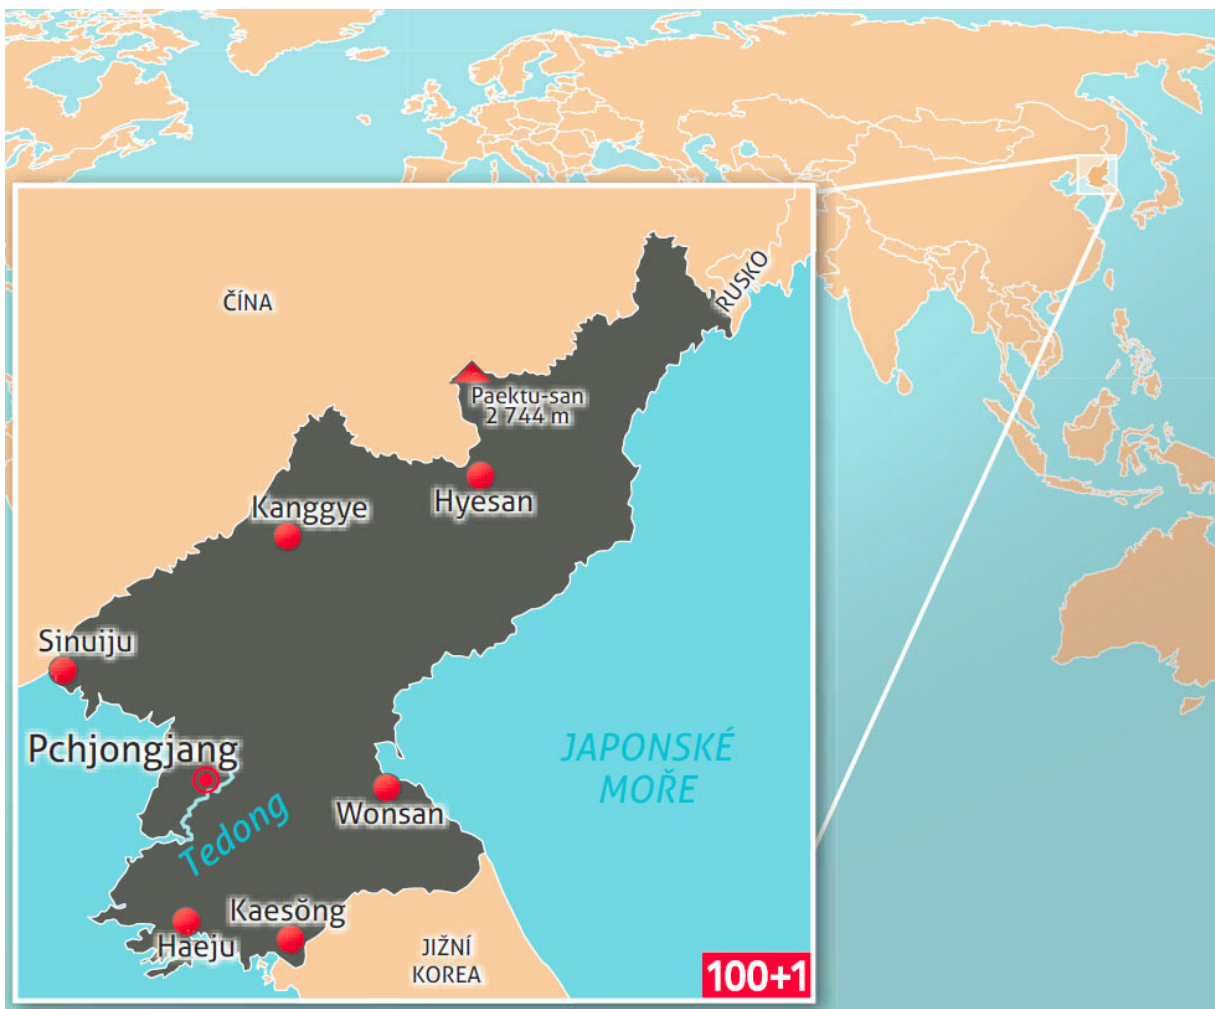 ČÍNA
RUSKO
Paektu-san
2 744 m
Hyesan
Kanggye
Sinuiju
Pchjongjang
JAPONSKÉ
MOŘE
Wonsan
Tedong
Kaesŏng
Haeju
JIŽNÍ
KOREA
100+1